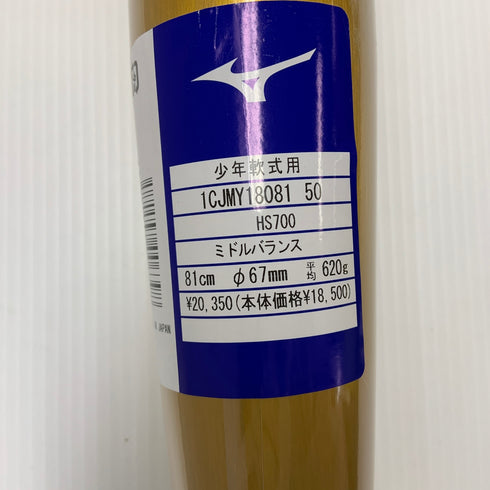 少年軟式用
1CJMY18081 50
HS700
ミドルバランス
81cm φ67mm 平均 620g
¥20,350(本体価格¥18,500)
JAPAN